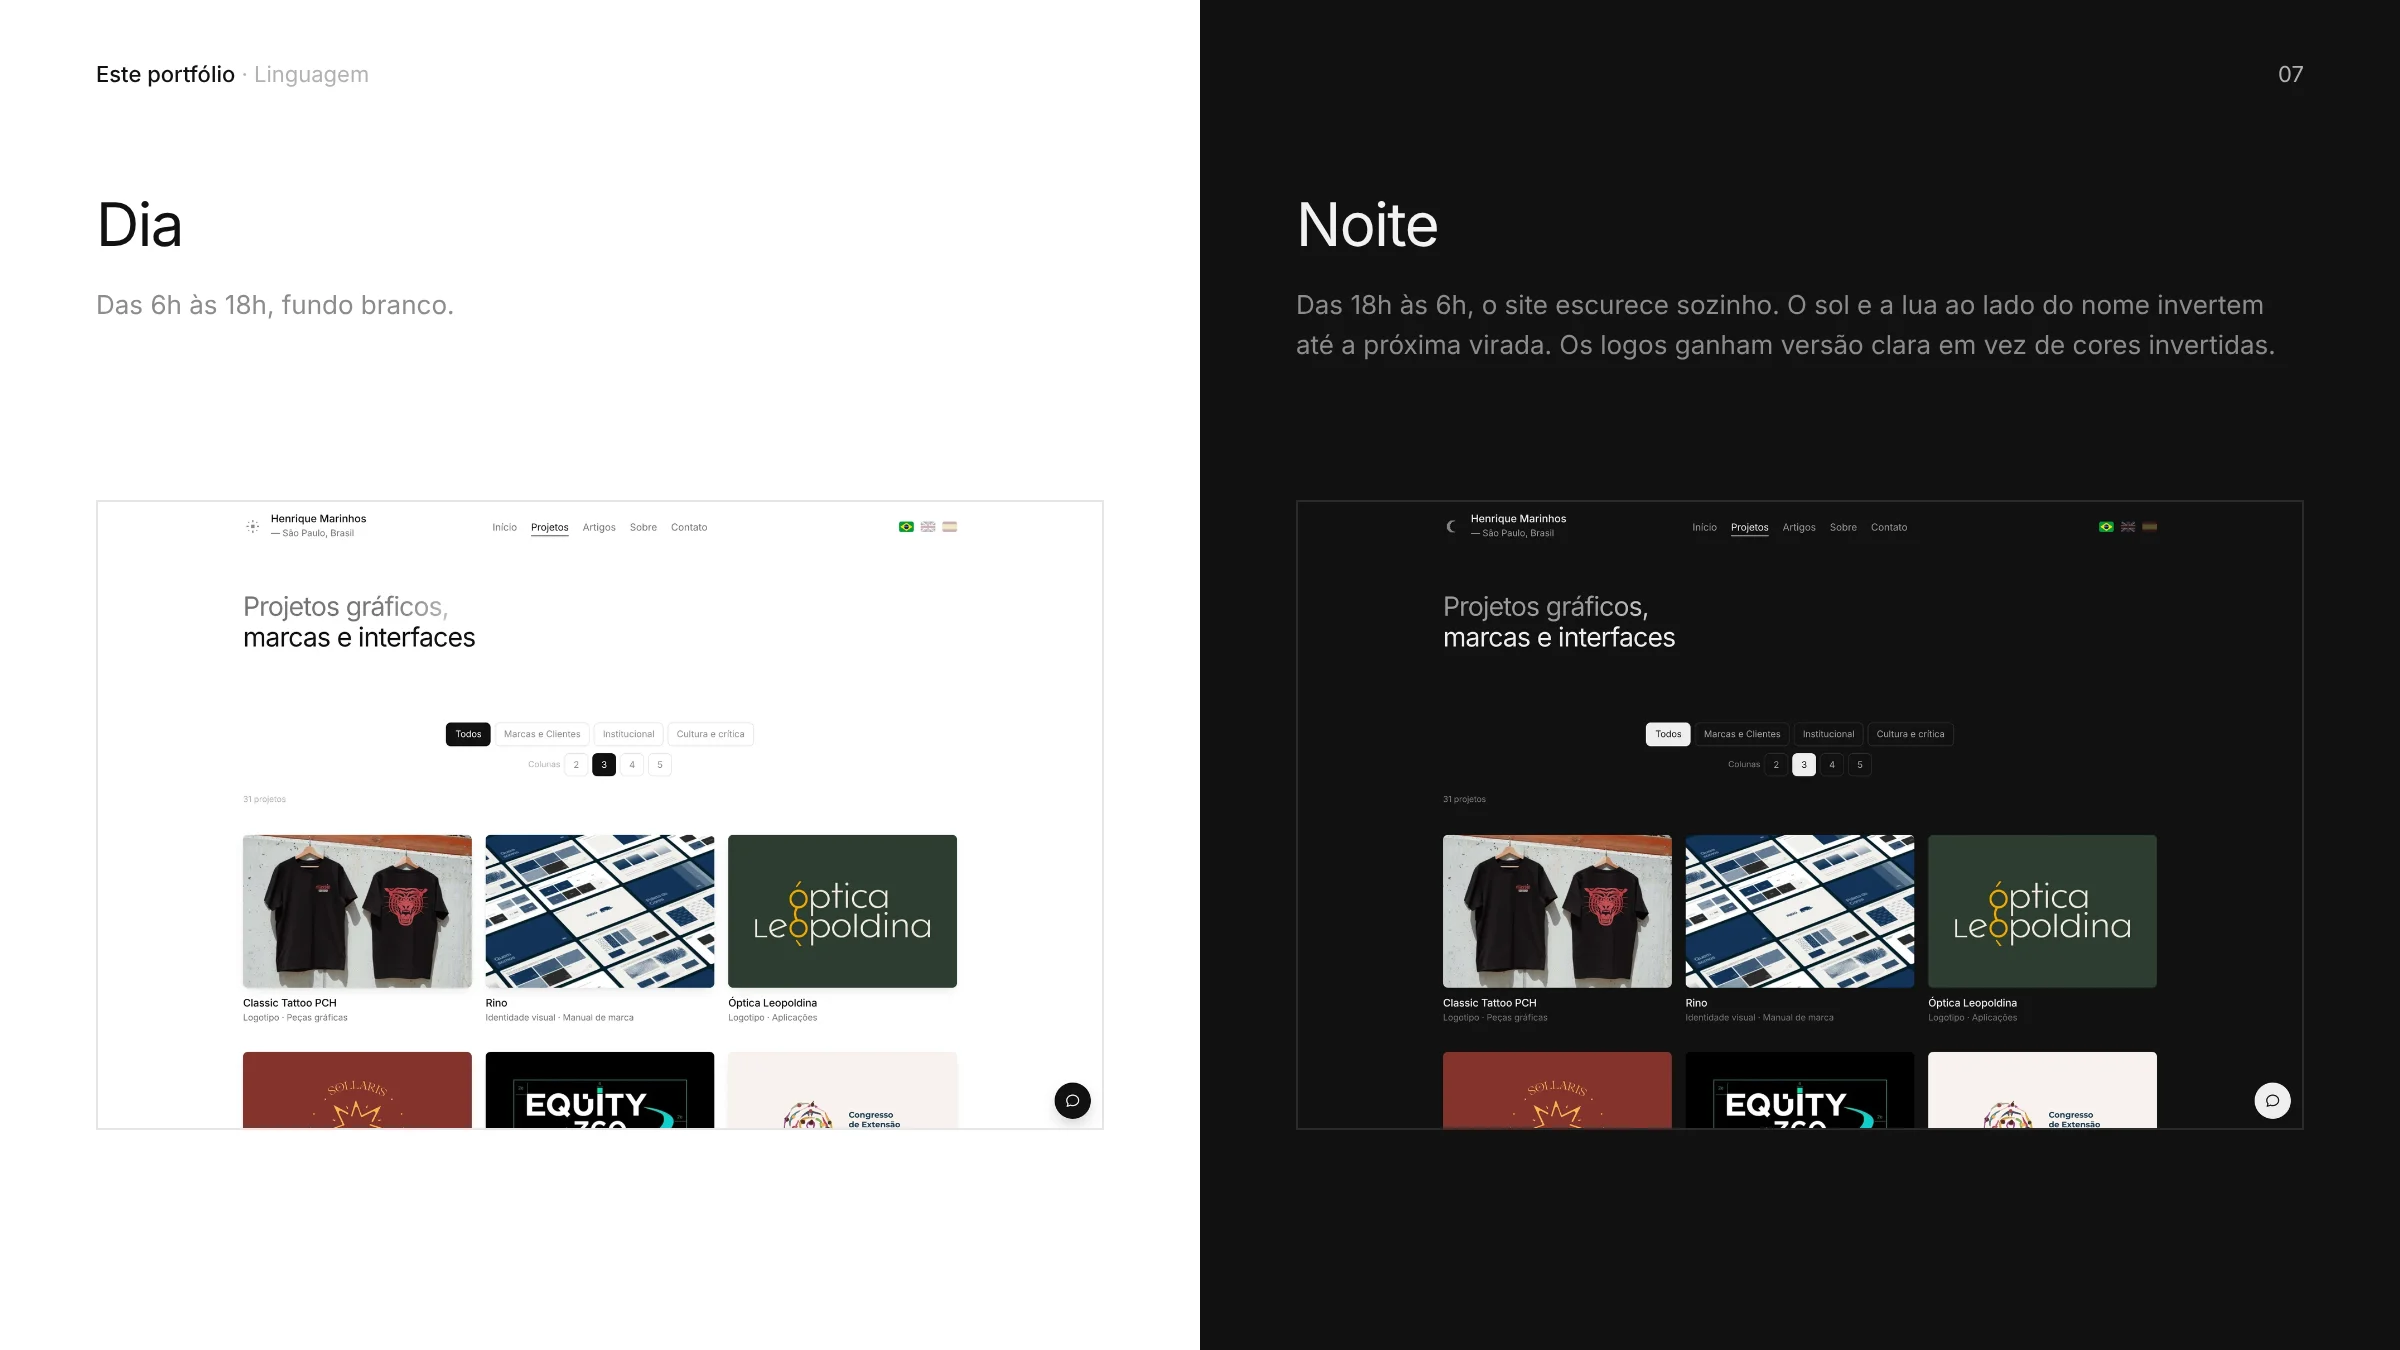 Este portfólio · Linguagem
07
Dia
Das 6h às 18h, fundo branco.
Henrique Marinhos
— São Paulo, Brasil
Início Projetos Artigos Sobre Contato
Projetos gráficos,
marcas e interfaces
Todos Marcas e Clientes Institucional Cultura e crítica
Colunas 2 3 4 5
31 projetos
óptica
Leopoldina
Classic Tattoo PCH
Logotipo · Peças gráficas
Rino
Identidade visual · Manual de marca
Óptica Leopoldina
Logotipo · Aplicações
SOLLARIS
EQUITY
360
Congresso
de Extensão
Noite
Das 18h às 6h, o site escurece sozinho. O sol e a lua ao lado do nome invertem
até a próxima virada. Os logos ganham versão clara em vez de cores invertidas.
Henrique Marinhos
— São Paulo, Brasil
Início Projetos Artigos Sobre Contato
Projetos gráficos,
marcas e interfaces
Todos Marcas e Clientes Institucional Cultura e crítica
Colunas 2 3 4 5
31 projetos
óptica
Leopoldina
Classic Tattoo PCH
Logotipo · Peças gráficas
Rino
Identidade visual · Manual de marca
Óptica Leopoldina
Logotipo · Aplicações
SOLLARIS
EQUITY
360
Congresso
de Extensão